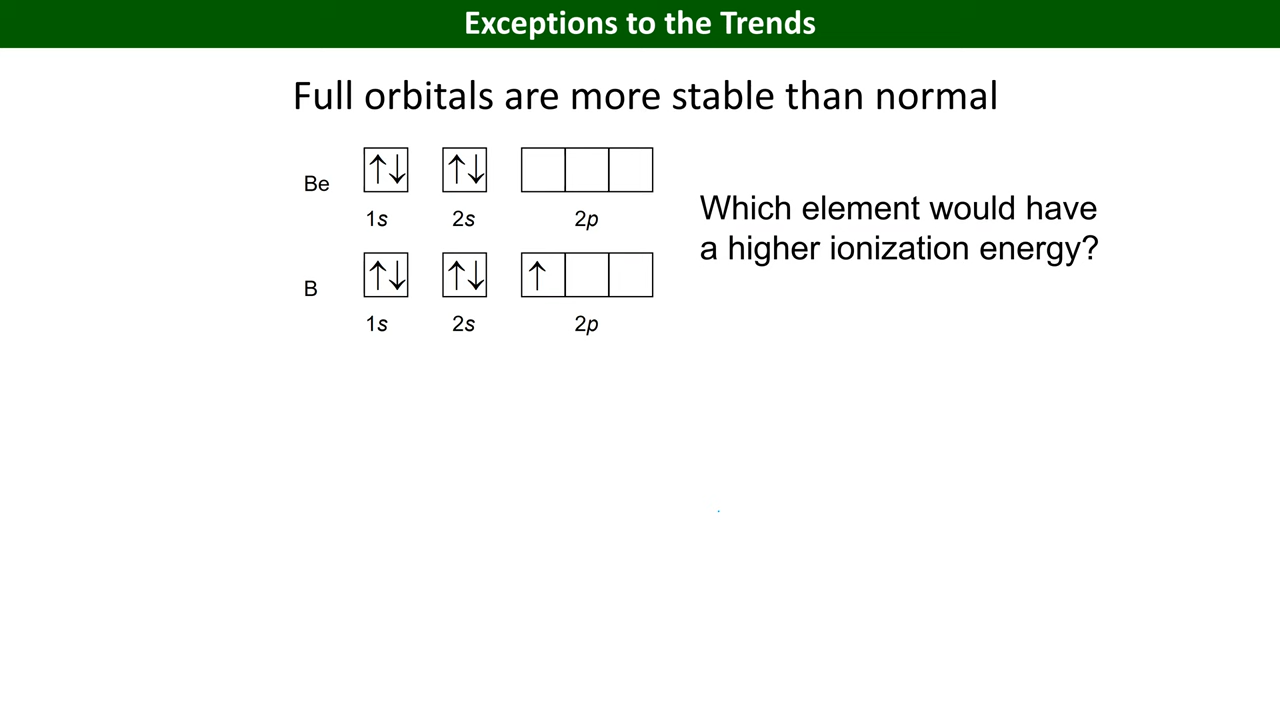 Exceptions to the Trends
Full orbitals are more stable than normal
Be ↑↓ ↑↓
1s 2s 2p
Which element would have
a higher ionization energy?
B ↑↓ ↑↓ ↑
1s 2s 2p